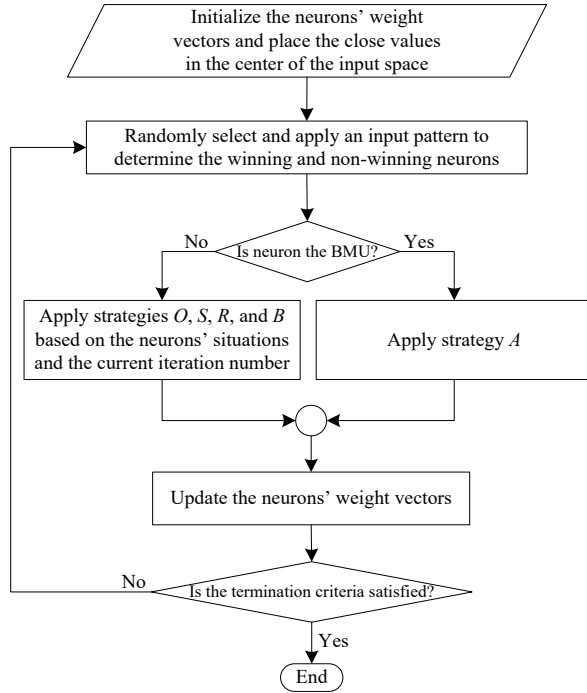 Initialize the neurons’ weight
vectors and place the close values
in the center of the input space
Randomly select and apply an input pattern to
determine the winning and non-winning neurons
No
Is neuron the BMU?
Yes
Apply strategies O, S, R, and B
based on the neurons’ situations
and the current iteration number
Apply strategy A
Update the neurons’ weight vectors
No
Is the termination criteria satisfied?
Yes
End